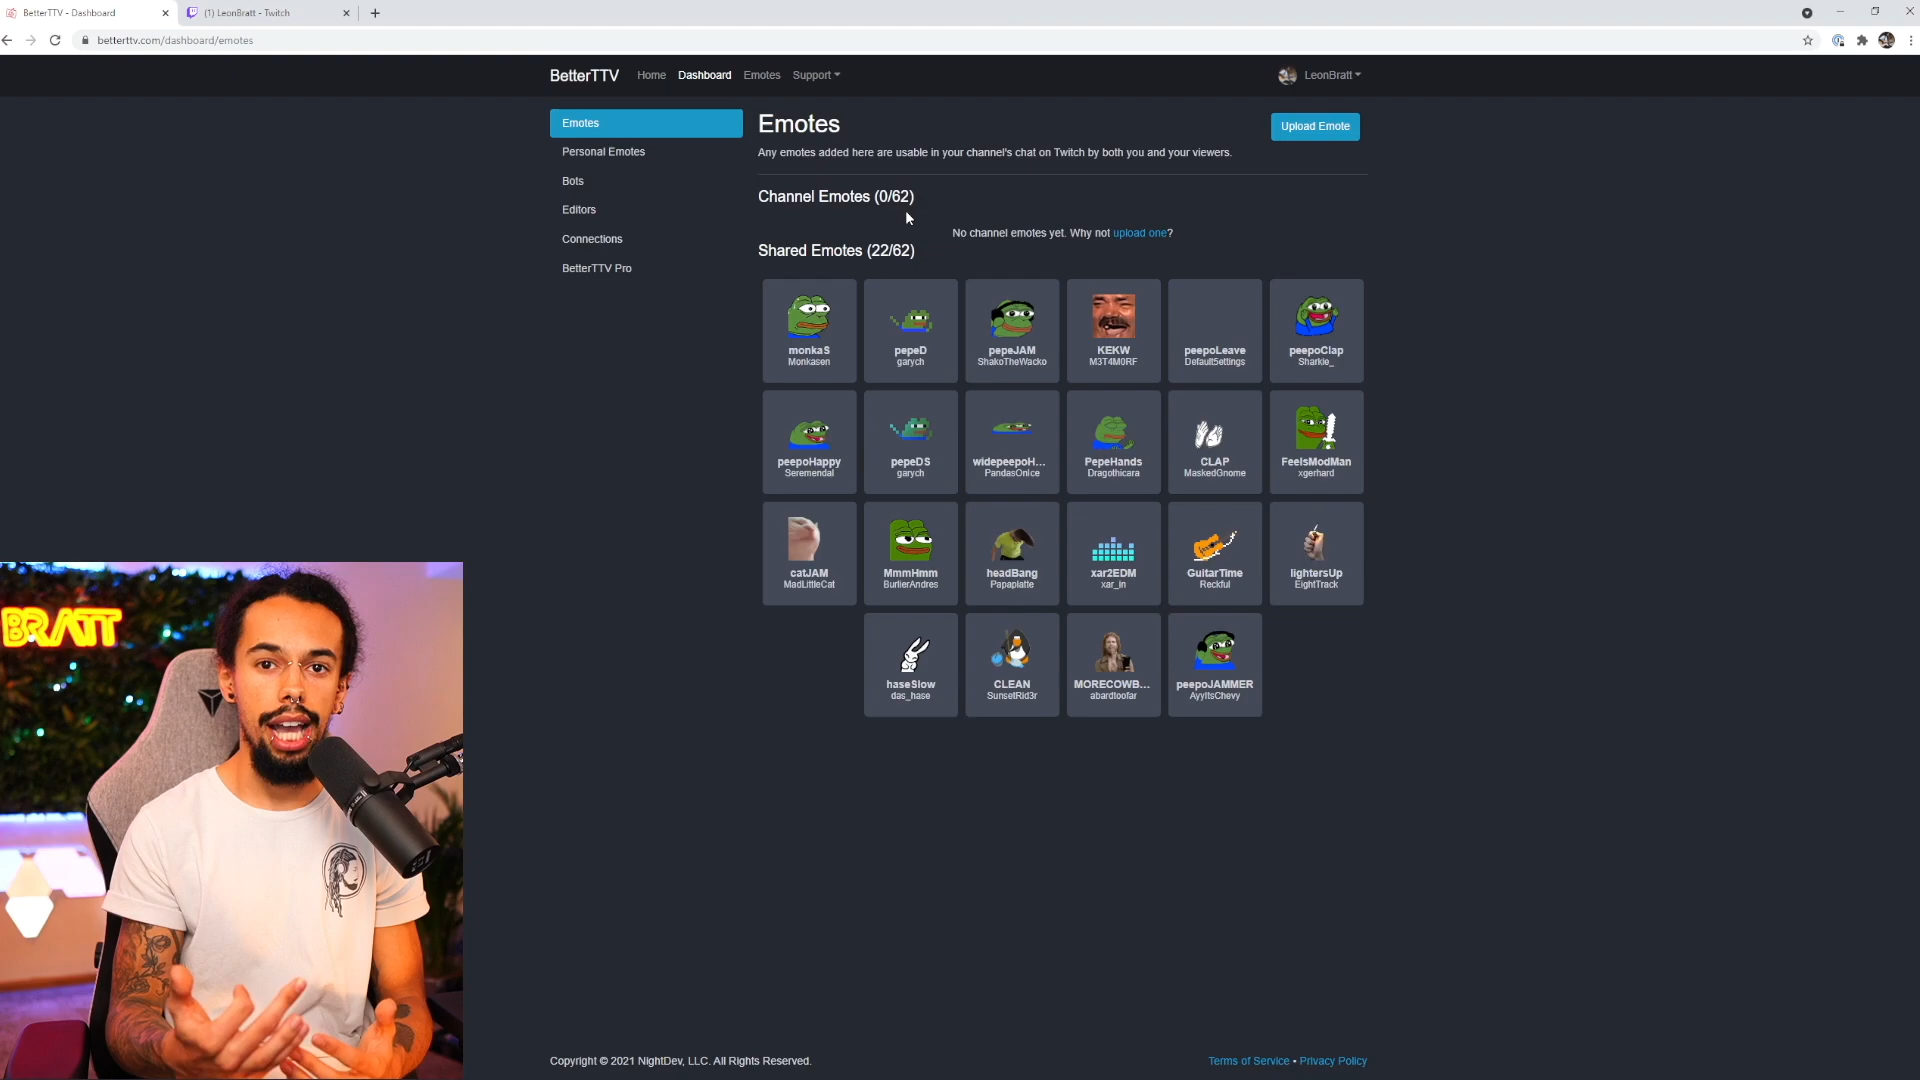 BetterTTV - Dashboard
(1) LeonBratt - Twitch
betterttv.com/dashboard/emotes
BetterTTV Home Dashboard Emotes Support LeonBratt
Emotes
Personal Emotes
Bots
Editors
Connections
BetterTTV Pro
Emotes
Upload Emote
Any emotes added here are usable in your channel's chat on Twitch by both you and your viewers.
Channel Emotes (0/62)
No channel emotes yet. Why not upload one?
Shared Emotes (22/62)
monkaS pepeD pepeJAM KEKW peepoLeave peepoClap
Monkasen garych ShakoTheWacko M3T4M0RF Default5ettings Sharkie_
peepoHappy pepeDS widepeepoH... PepeHands CLAP FeelsModMan
Seremendal garych PandasOnIce Dragothicara MaskedGnome xgerhard
catJAM MmmHmm headBang xar2EDM GuitarTime lightersUp
MadLittleCat BurlierAndres Papaplatte xar_in Reckful EightTrack
haseSlow CLEAN MORECOWB... peepoJAMMER
das_hase SunsetRid3r abardtoofar AyyItsChevy
BRATT
Copyright © 2021 NightDev, LLC. All Rights Reserved.
Terms of Service • Privacy Policy